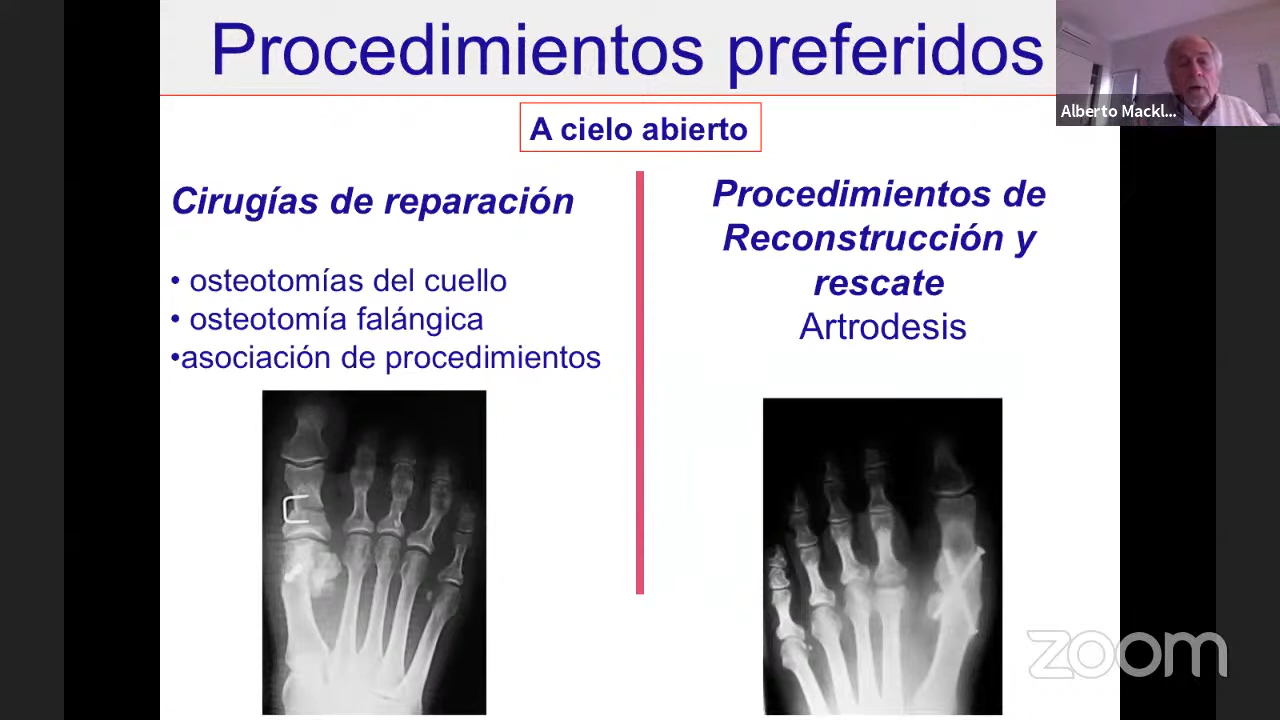 Procedimientos preferidos
Alberto Mackl...
A cielo abierto
Cirugías de reparación
• osteotomías del cuello
• osteotomía falángica
•asociación de procedimientos
Procedimientos de
Reconstrucción y
rescate
Artrodesis
zoom